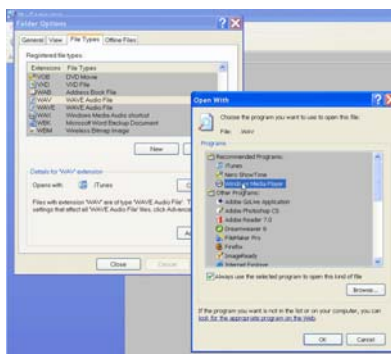 Folder Options
General View File Types Offline Files
Registered file types:
Extensions File Types
VOB DVD Movie
VXD VXD File
WAB Address Book File
WAV WAVE Audio File
WAVE WAVE Audio File
WAX Windows Media Audio shortcut
WBK Microsoft Word Backup Document
WBM Wireless Bitmap Image
New
Details for 'WAV' extension
Opens with: iTunes
Files with extension 'WAV' are of type 'WAVE Audio File'. T
settings that affect all 'WAVE Audio File' files, click Advance
Close Cancel
Open With
Choose the program you want to use to open this file:
File: .WAV
Programs
Recommended Programs:
iTunes
Nero ShowTime
Windows Media Player
Other Programs:
Adobe GoLive Application
Adobe Photoshop CS
Adobe Reader 7.0
Dreamweaver 8
FileMaker Pro
Firefox
ImageReady
Internet Explorer
Always use the selected program to open this kind of file
Browse...
If the program you want is not in the list or on your computer, you can
look for the appropriate program on the Web.
OK Cancel